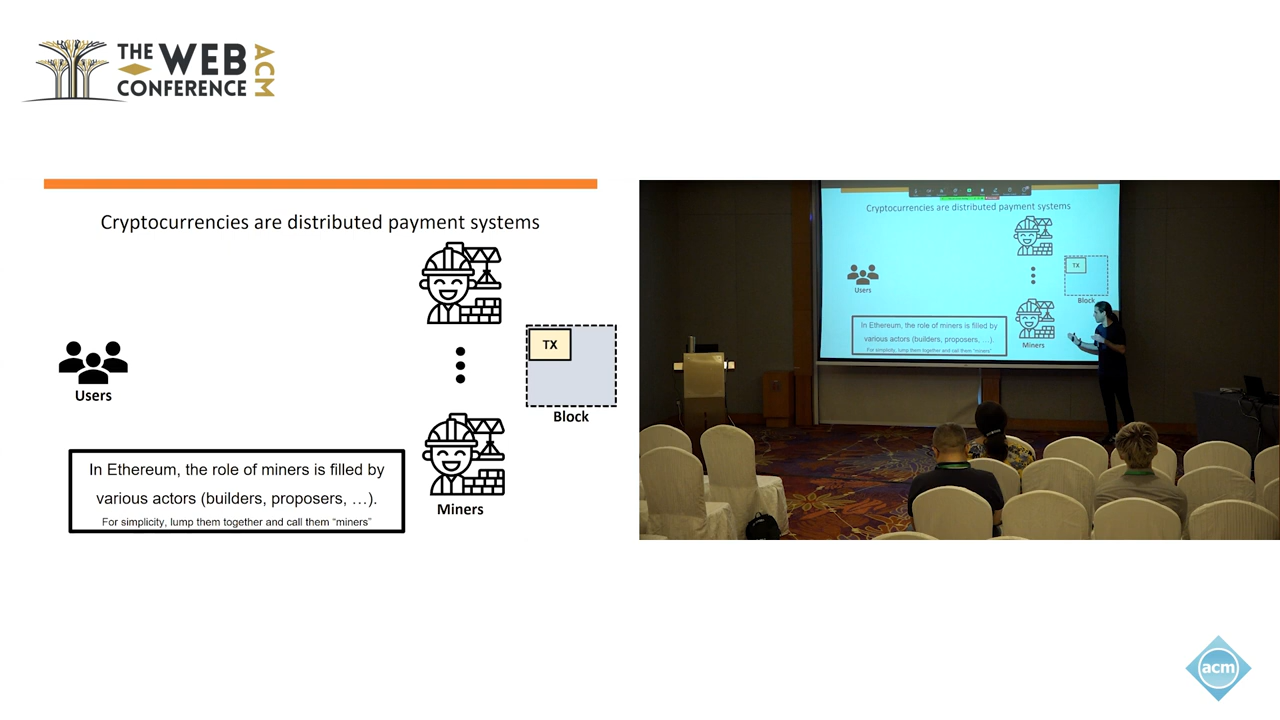 THE WEB
CONFERENCE
ACM
Cryptocurrencies are distributed payment systems
TX
Users
Block
In Ethereum, the role of miners is filled by
various actors (builders, proposers, …).
For simplicity, lump them together and call them “miners”
Miners
Cryptocurrencies are distributed payment systems
TX
Users
Block
In Ethereum, the role of miners is filled by
various actors (builders, proposers, …).
For simplicity, lump them together and call them “miners”
Miners
acm